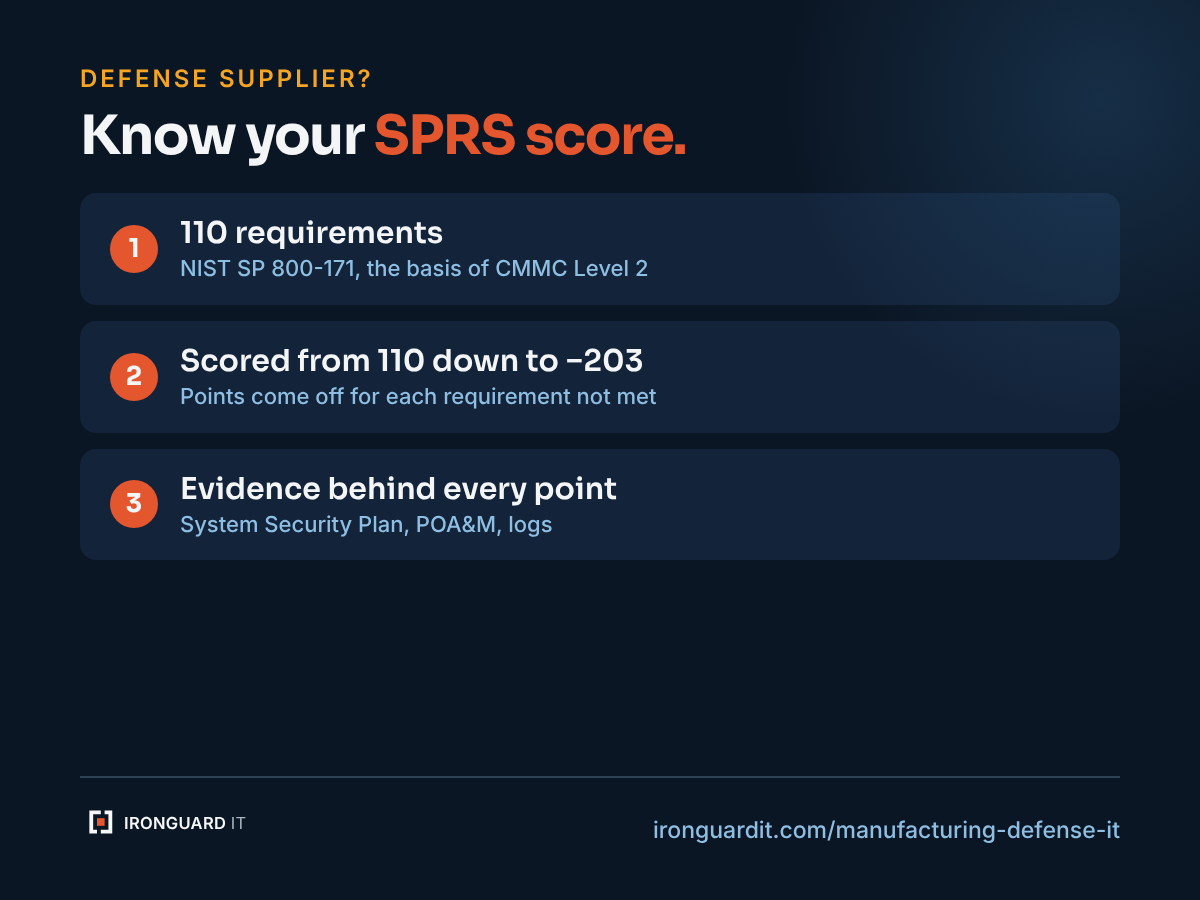 DEFENSE SUPPLIER?
Know your SPRS score.
1
110 requirements
NIST SP 800-171, the basis of CMMC Level 2
2
Scored from 110 down to −203
Points come off for each requirement not met
3
Evidence behind every point
System Security Plan, POA&M, logs
IRONGUARD IT
ironguardit.com/manufacturing-defense-it